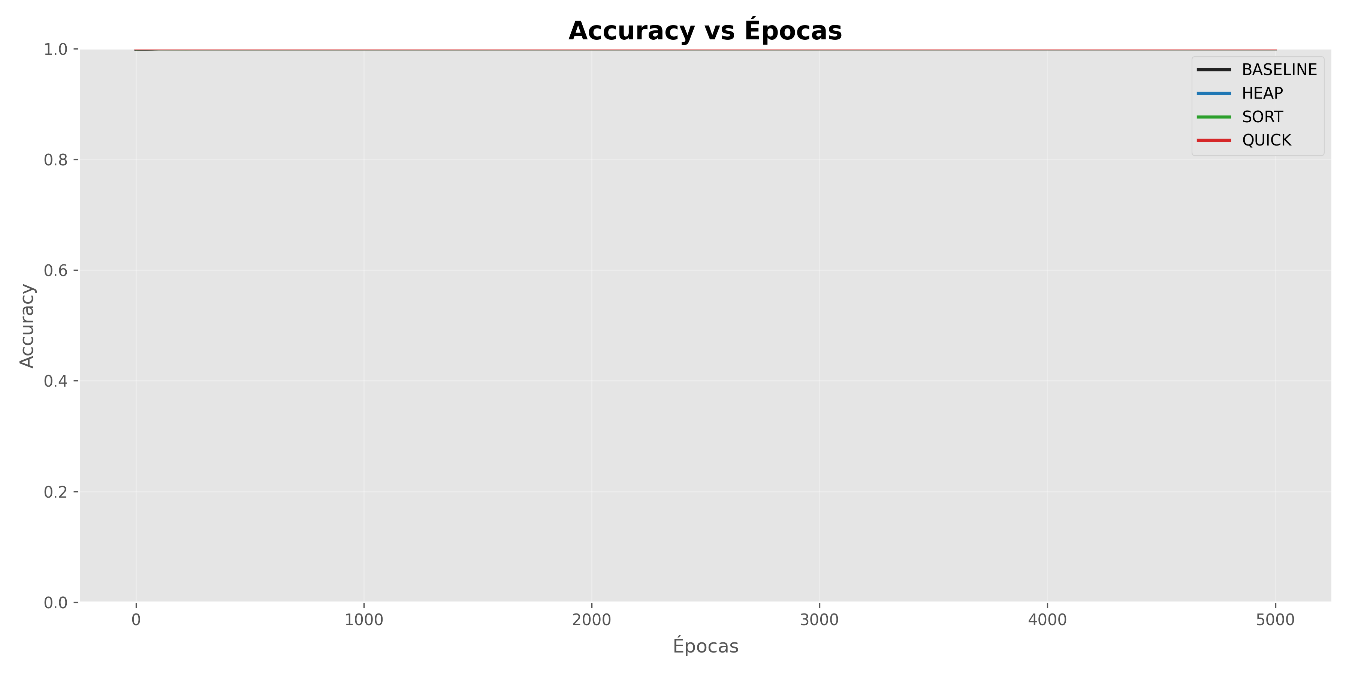 Accuracy vs Épocas
1.0
0.8
0.6
0.4
0.2
0.0
Accuracy
BASELINE
HEAP
SORT
QUICK
0 1000 2000 3000 4000 5000
Épocas